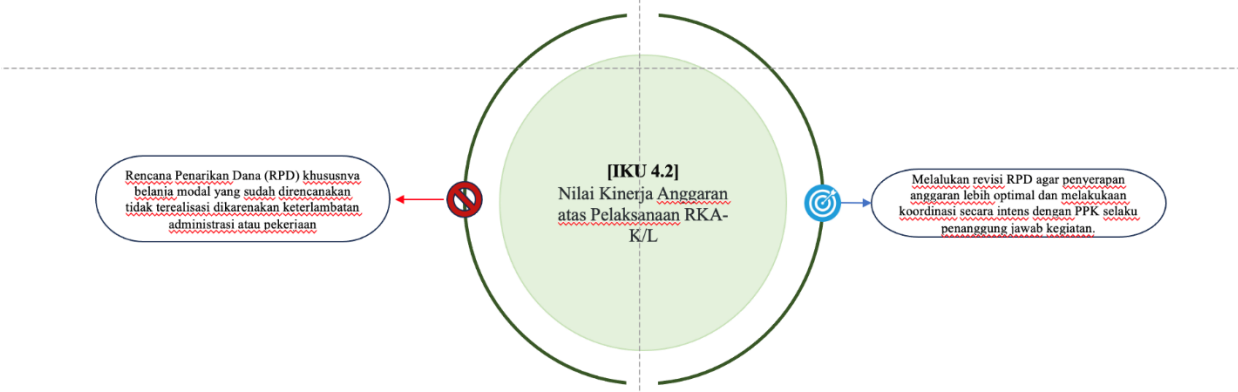 Rencana Penarikan Dana (RPD) khususnya
belanja modal yang sudah direncanakan
tidak terealisasi dikarenakan keterlambatan
administrasi atau pekerjaan
[IKU 4.2]
Nilai Kinerja Anggaran
atas Pelaksanaan RKA-
K/L
Melalukan revisi RPD agar penyerapan
anggaran lebih optimal dan melakukaan
koordinasi secara intens dengan PPK selaku
penanggung jawab kegiatan.